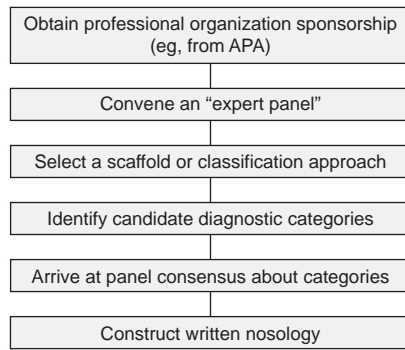 Obtain professional organization sponsorship
(eg, from APA)
Convene an “expert panel”
Select a scaffold or classification approach
Identify candidate diagnostic categories
Arrive at panel consensus about categories
Construct written nosology